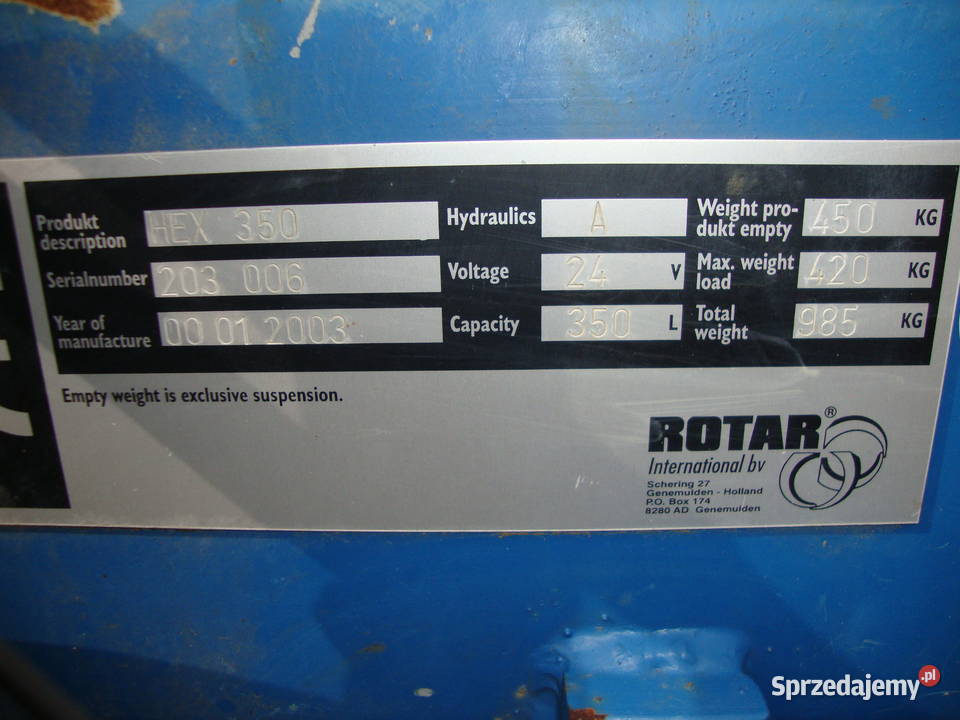 Produkt description HEX 350 Hydraulics A Weight pro- dukt empty 450 KG
Serialnumber 203 006 Voltage 24 V Max. weight load 420 KG
Year of manufacture 00 01 2003 Capacity 350 L Total weight 985 KG
Empty weight is exclusive suspension.
ROTAR®
International bv
Schering 27
Genemuiden - Holland
P.O. Box 174
8280 AD Genemuiden
Sprzedajemy.pl